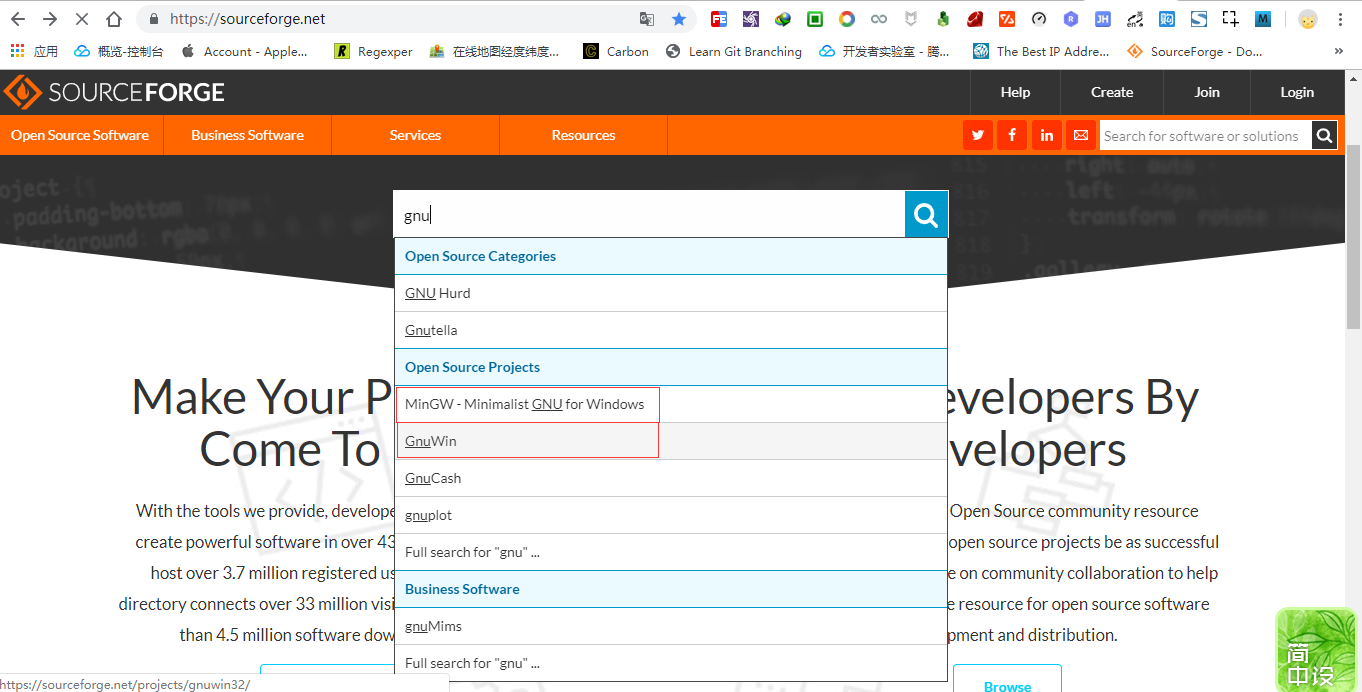 https://sourceforge.net
应用
概览-控制台
Account - Apple...
Regexper
在线地图经度纬度...
Carbon
Learn Git Branching
开发者实验室 - 腾...
The Best IP Addre...
SourceForge - Do...
SOURCEFORGE
Help
Create
Join
Login
Open Source Software
Business Software
Services
Resources
Search for software or solutions
gnu
Open Source Categories
GNU Hurd
Gnutella
Open Source Projects
MinGW - Minimalist GNU for Windows
GnuWin
GnuCash
gnuplot
Full search for "gnu" ...
Business Software
gnuMims
Full search for "gnu" ...
Make Your P
evelopers By
Come To
velopers
With the tools we provide, develope
Open Source community resource
create powerful software in over 43
open source projects be as successful
host over 3.7 million registered us
e on community collaboration to help
directory connects over 33 million visi
e resource for open source software
than 4.5 million software dow
pment and distribution.
Browse
https://sourceforge.net/projects/gnuwin32/
简
中设